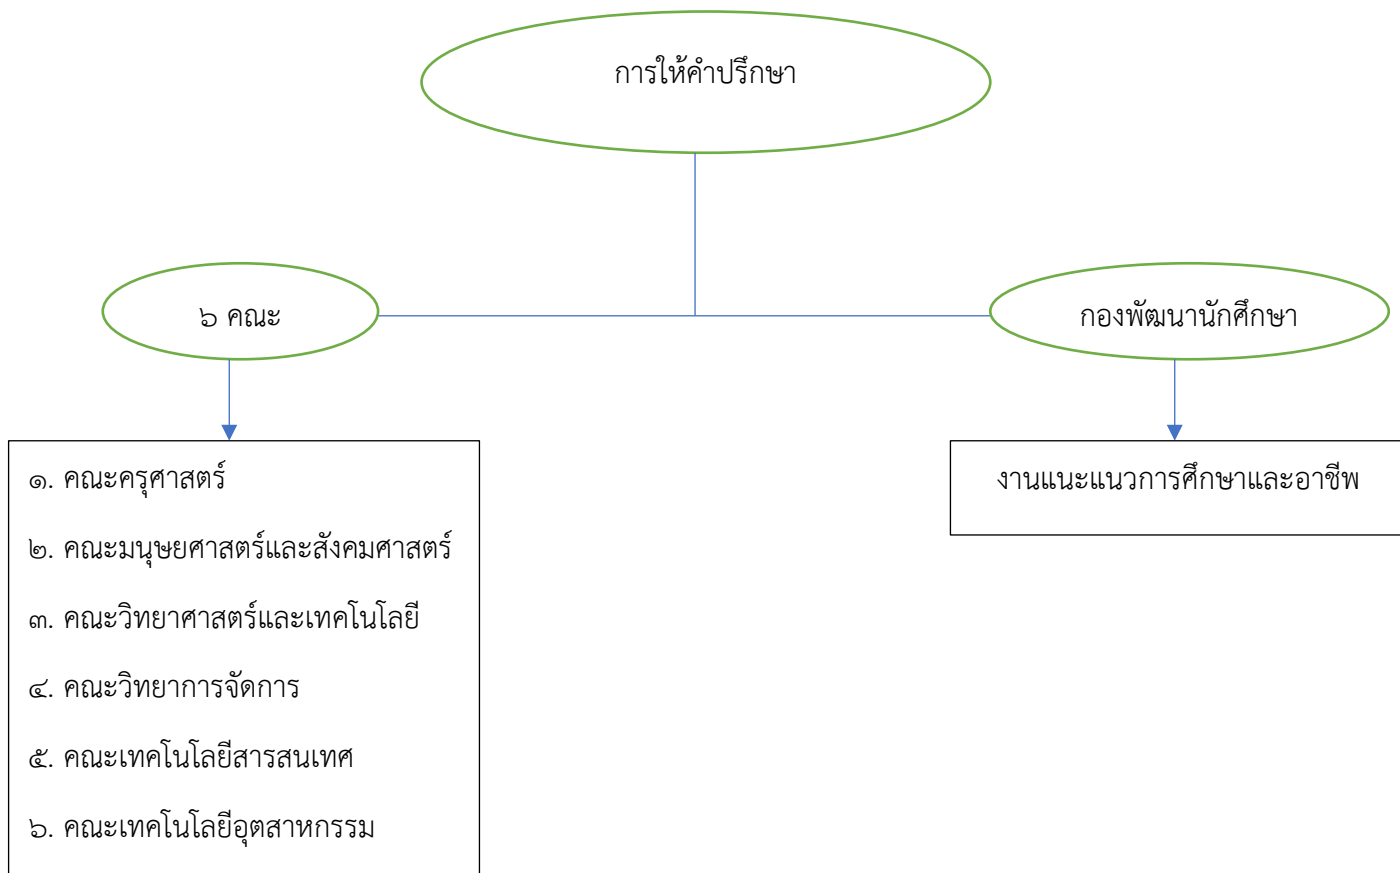 การให้คำปรึกษา
๖ คณะ
กองพัฒนานักศึกษา
๑. คณะครุศาสตร์
๒. คณะมนุษยศาสตร์และสังคมศาสตร์
๓. คณะวิทยาศาสตร์และเทคโนโลยี
๔. คณะวิทยาการจัดการ
๕. คณะเทคโนโลยีสารสนเทศ
๖. คณะเทคโนโลยีอุตสาหกรรม
งานแนะแนวการศึกษาและอาชีพ